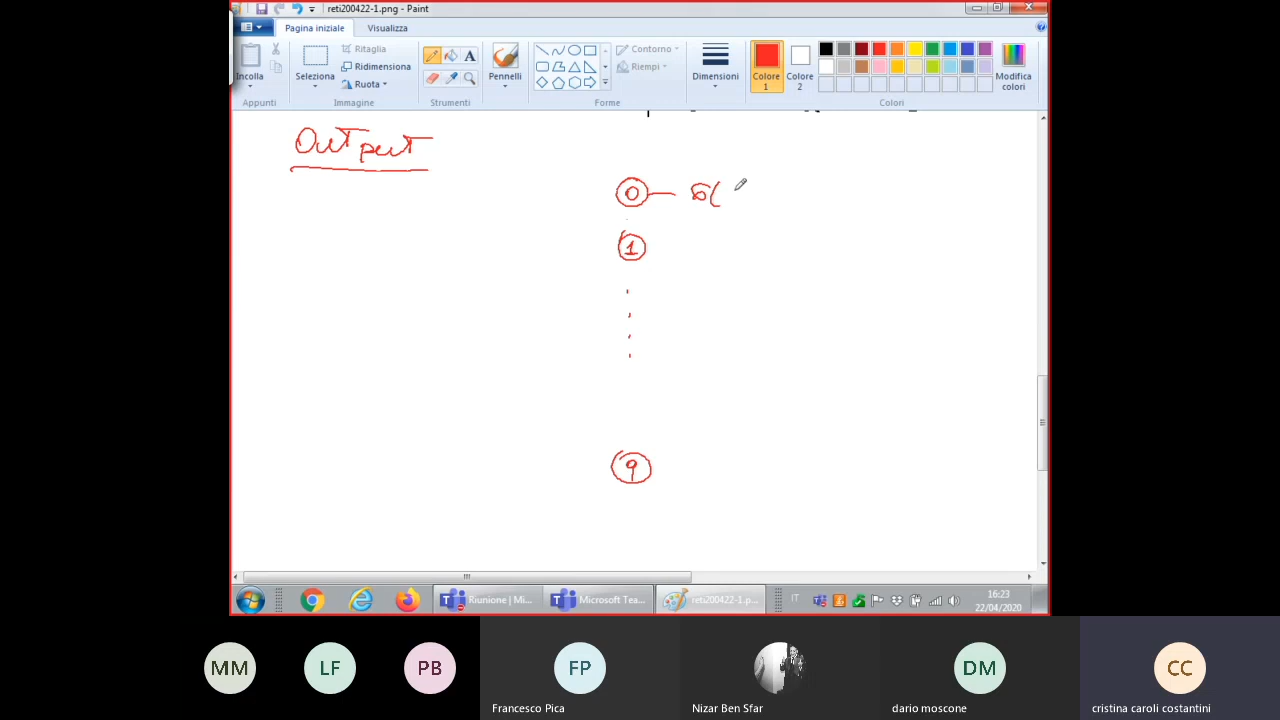 reti200422-1.png - Paint
Pagina iniziale Visualizza
Incolla
Appunti
Seleziona
Ritaglia
Ridimensiona
Ruota
Immagine
Strumenti
Pennelli
Contorno
Riempi
Forme
Dimensioni
Colore 1
Colore 2
Modifica colori
Colori
Output
0 — σ(
1
9
Riunione | Mi...
Microsoft Tea...
reti200422-1.p...
IT
16:23
22/04/2020
MM LF PB FP DM CC
Francesco Pica Nizar Ben Sfar dario moscone cristina caroli costantini